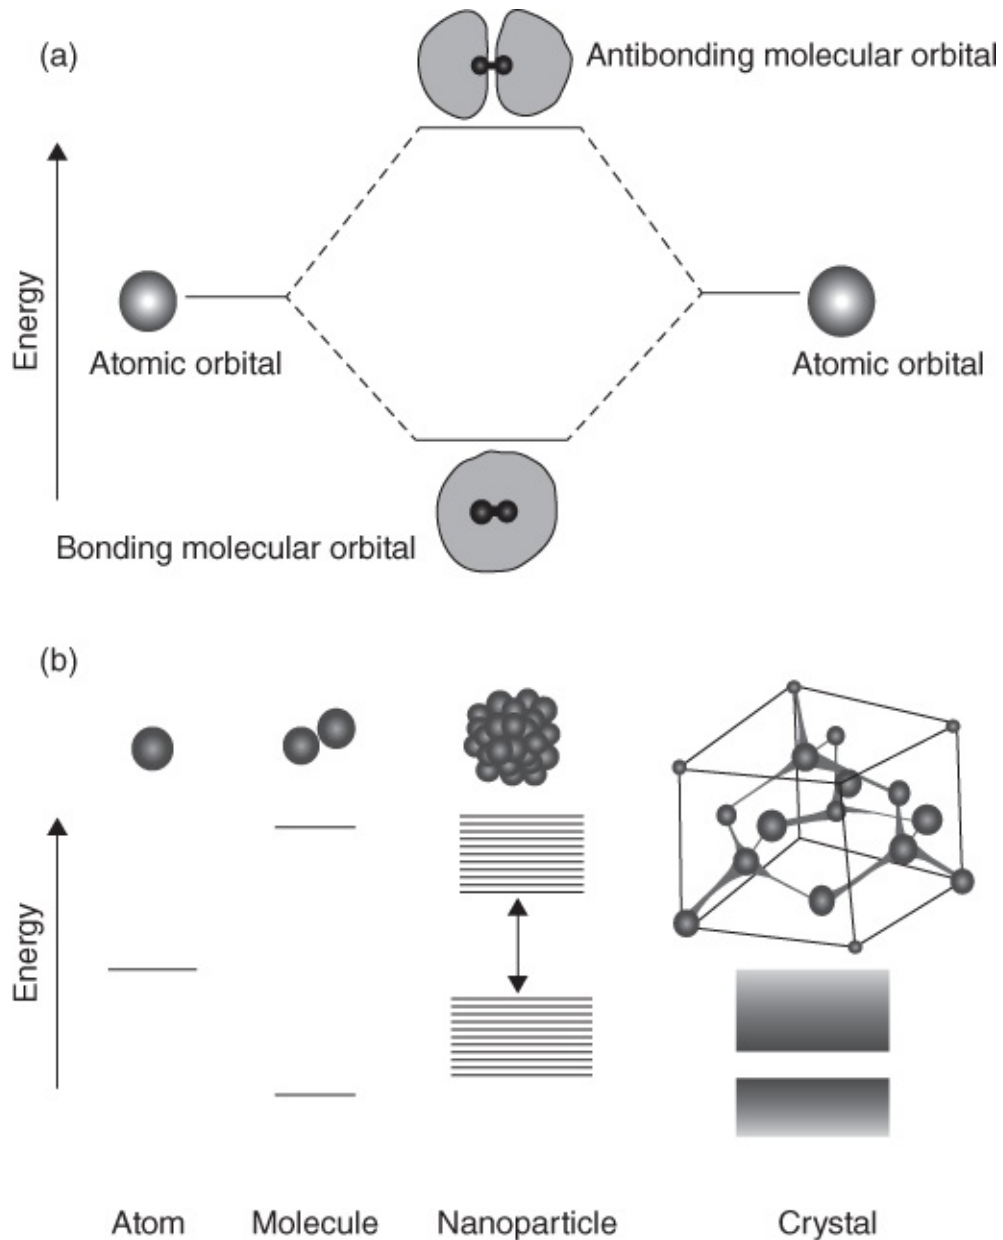 (a)
Antibonding molecular orbital
Energy
Atomic orbital
Atomic orbital
Bonding molecular orbital
(b)
Energy
Atom
Molecule
Nanoparticle
Crystal